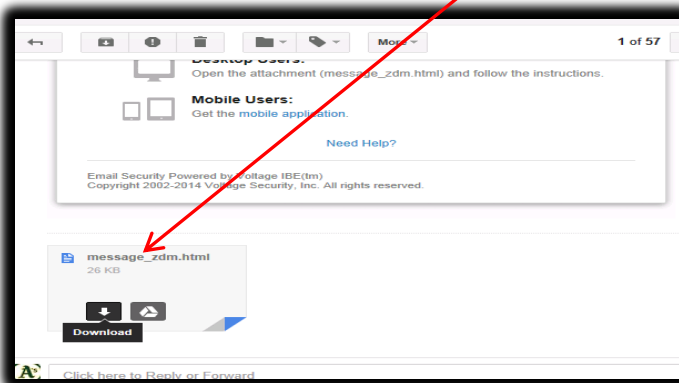 More
1 of 57
Desktop Users:
Open the attachment (message_zdm.html) and follow the instructions.
Mobile Users:
Get the mobile application.
Need Help?
Email Security Powered by Voltage IBE(tm)
Copyright 2002-2014 Voltage Security, Inc. All rights reserved.
message_zdm.html
26 KB
Download
Click here to Reply or Forward